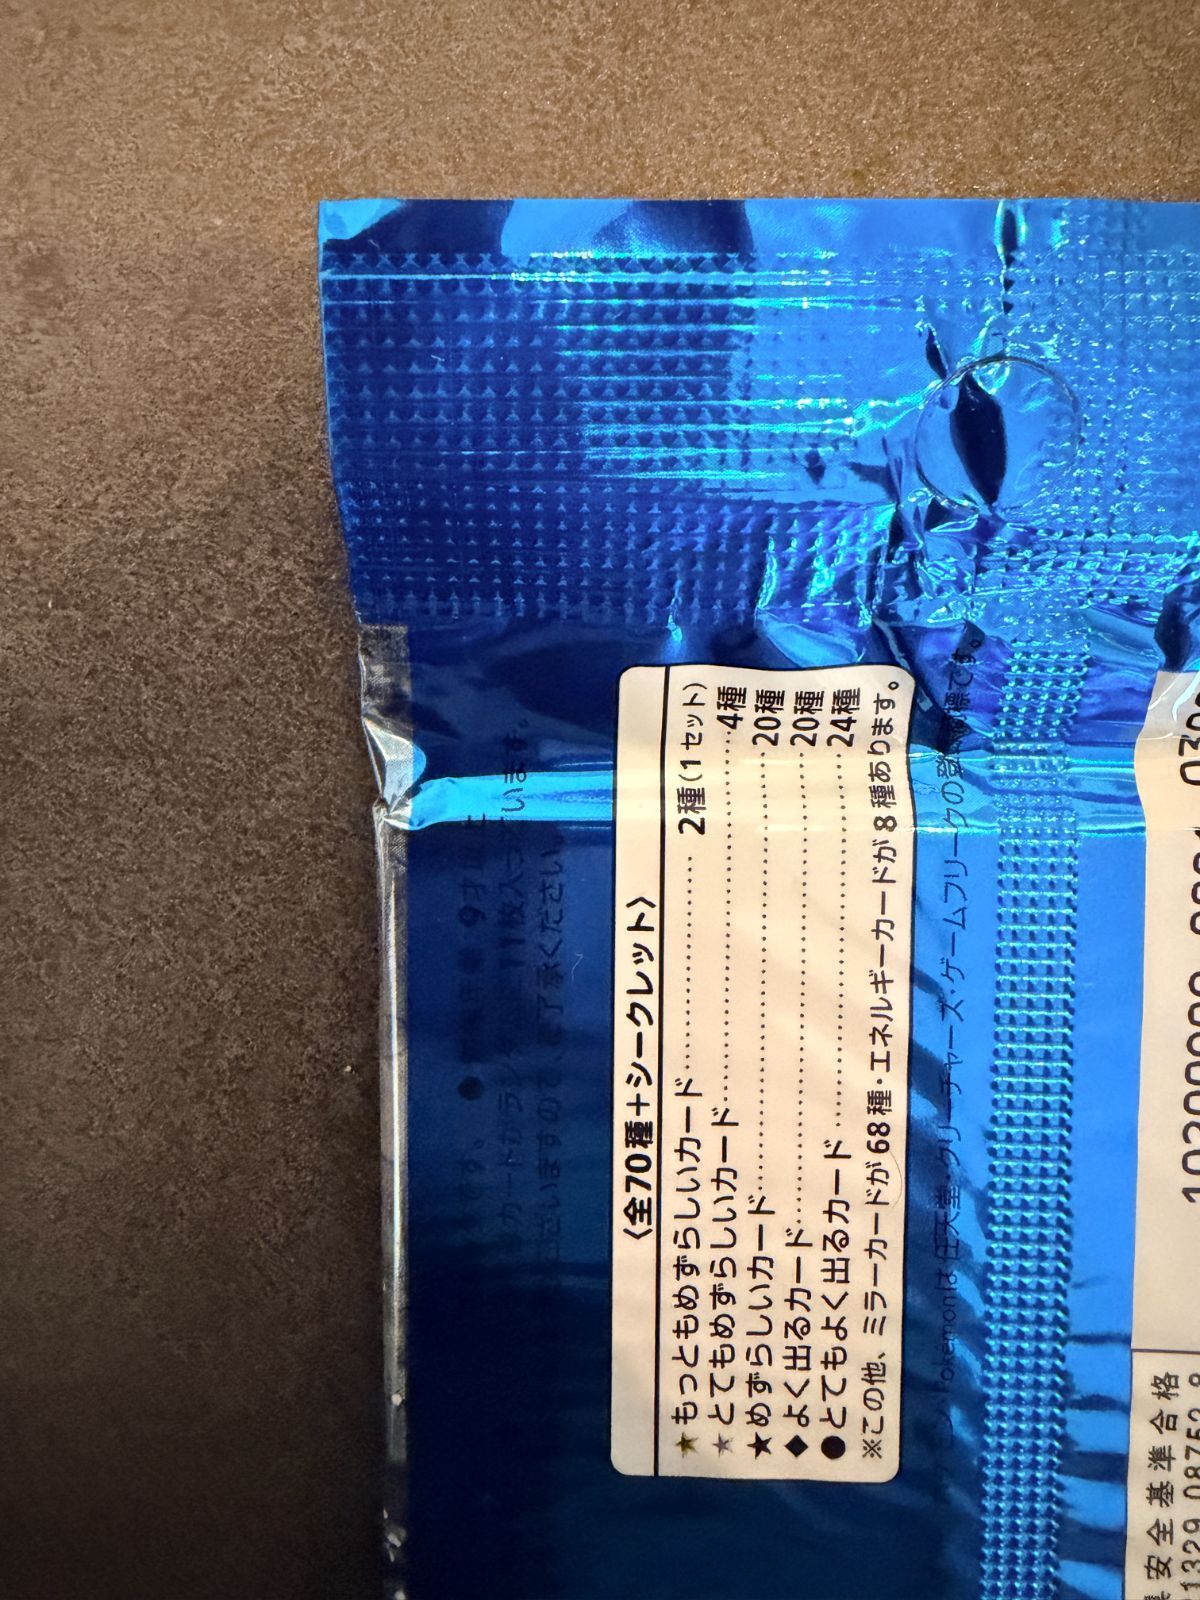 〈全70種＋シークレット〉
★もっともめずらしいカード……… 2種(1セット)
★とてもめずらしいカード………4種
★めずらしいカード………20種
◆よく出るカード………20種
●とてもよく出るカード………24種
※この他、ミラーカードが68種・エネルギーカードが8種あります。
Pokémonは任天堂・クリーチャーズ・ゲームフリークの登録商標です。
安全基準合格